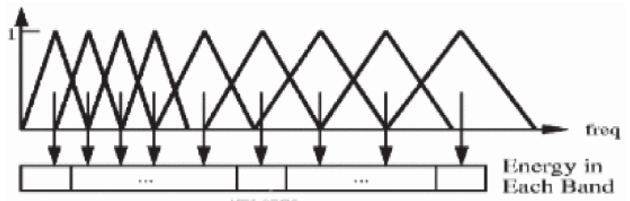 1
freq
... ...
Energy in
Each Band